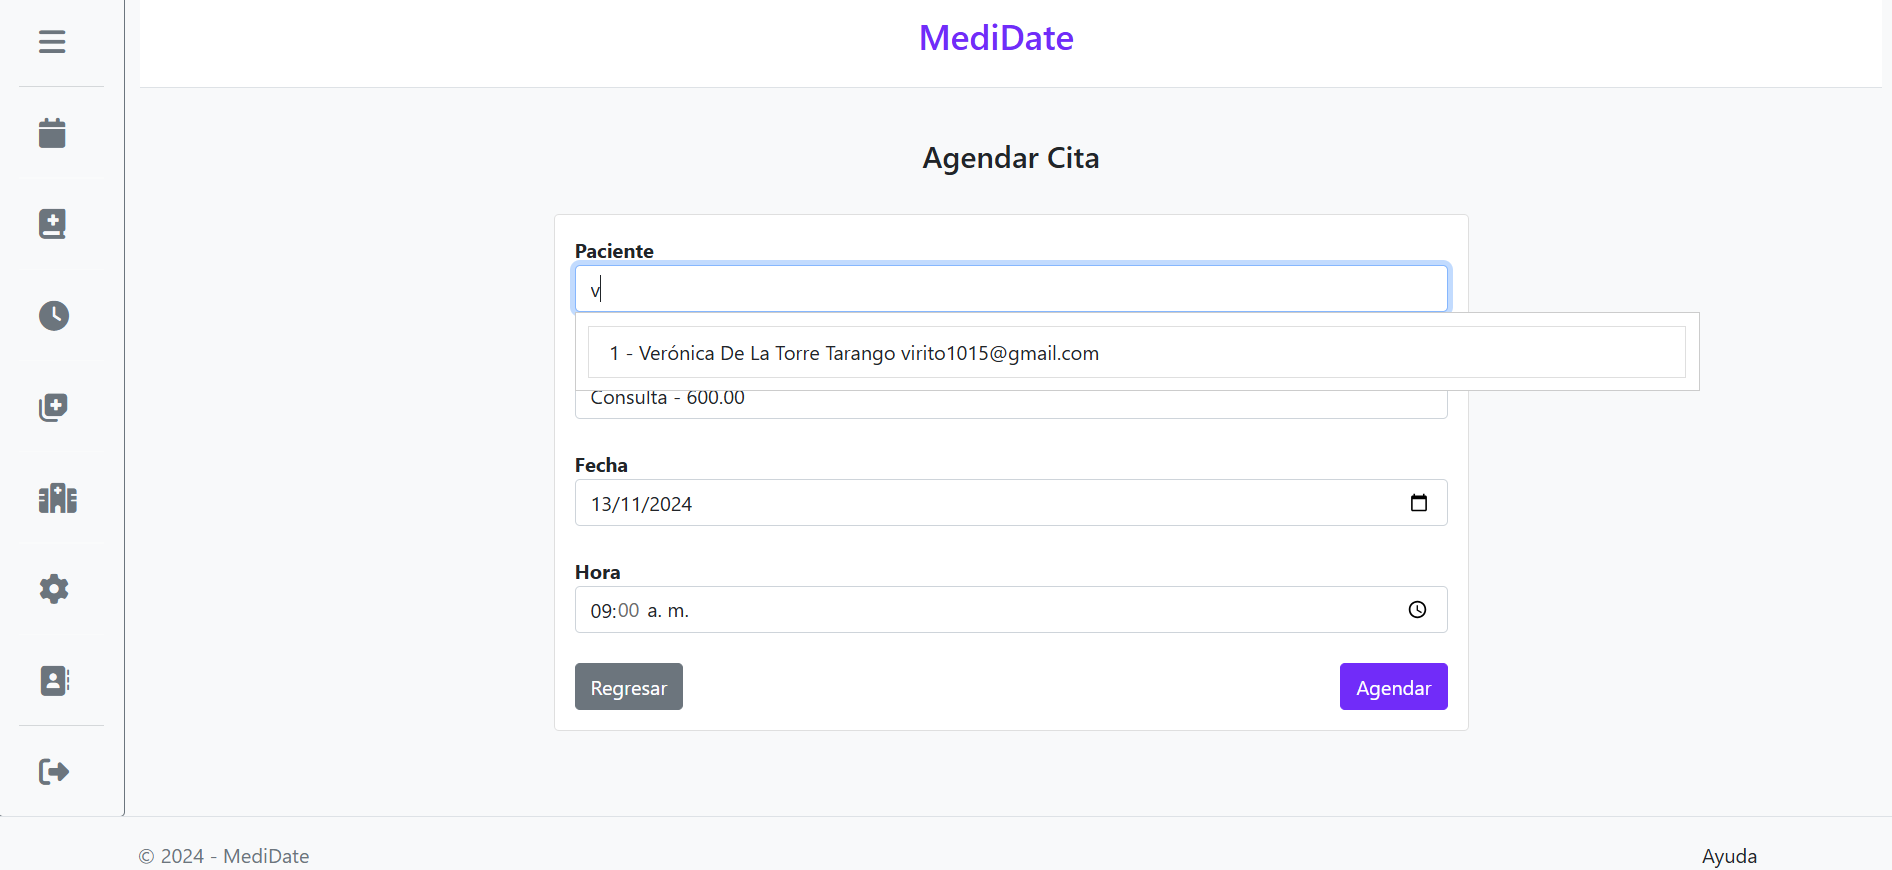 MediDate
Agendar Cita
Paciente
v
1 - Verónica De La Torre Tarango virito1015@gmail.com
Consulta - 600.00
Fecha
13/11/2024
Hora
09:00 a. m.
Regresar
Agendar
© 2024 - MediDate
Ayuda